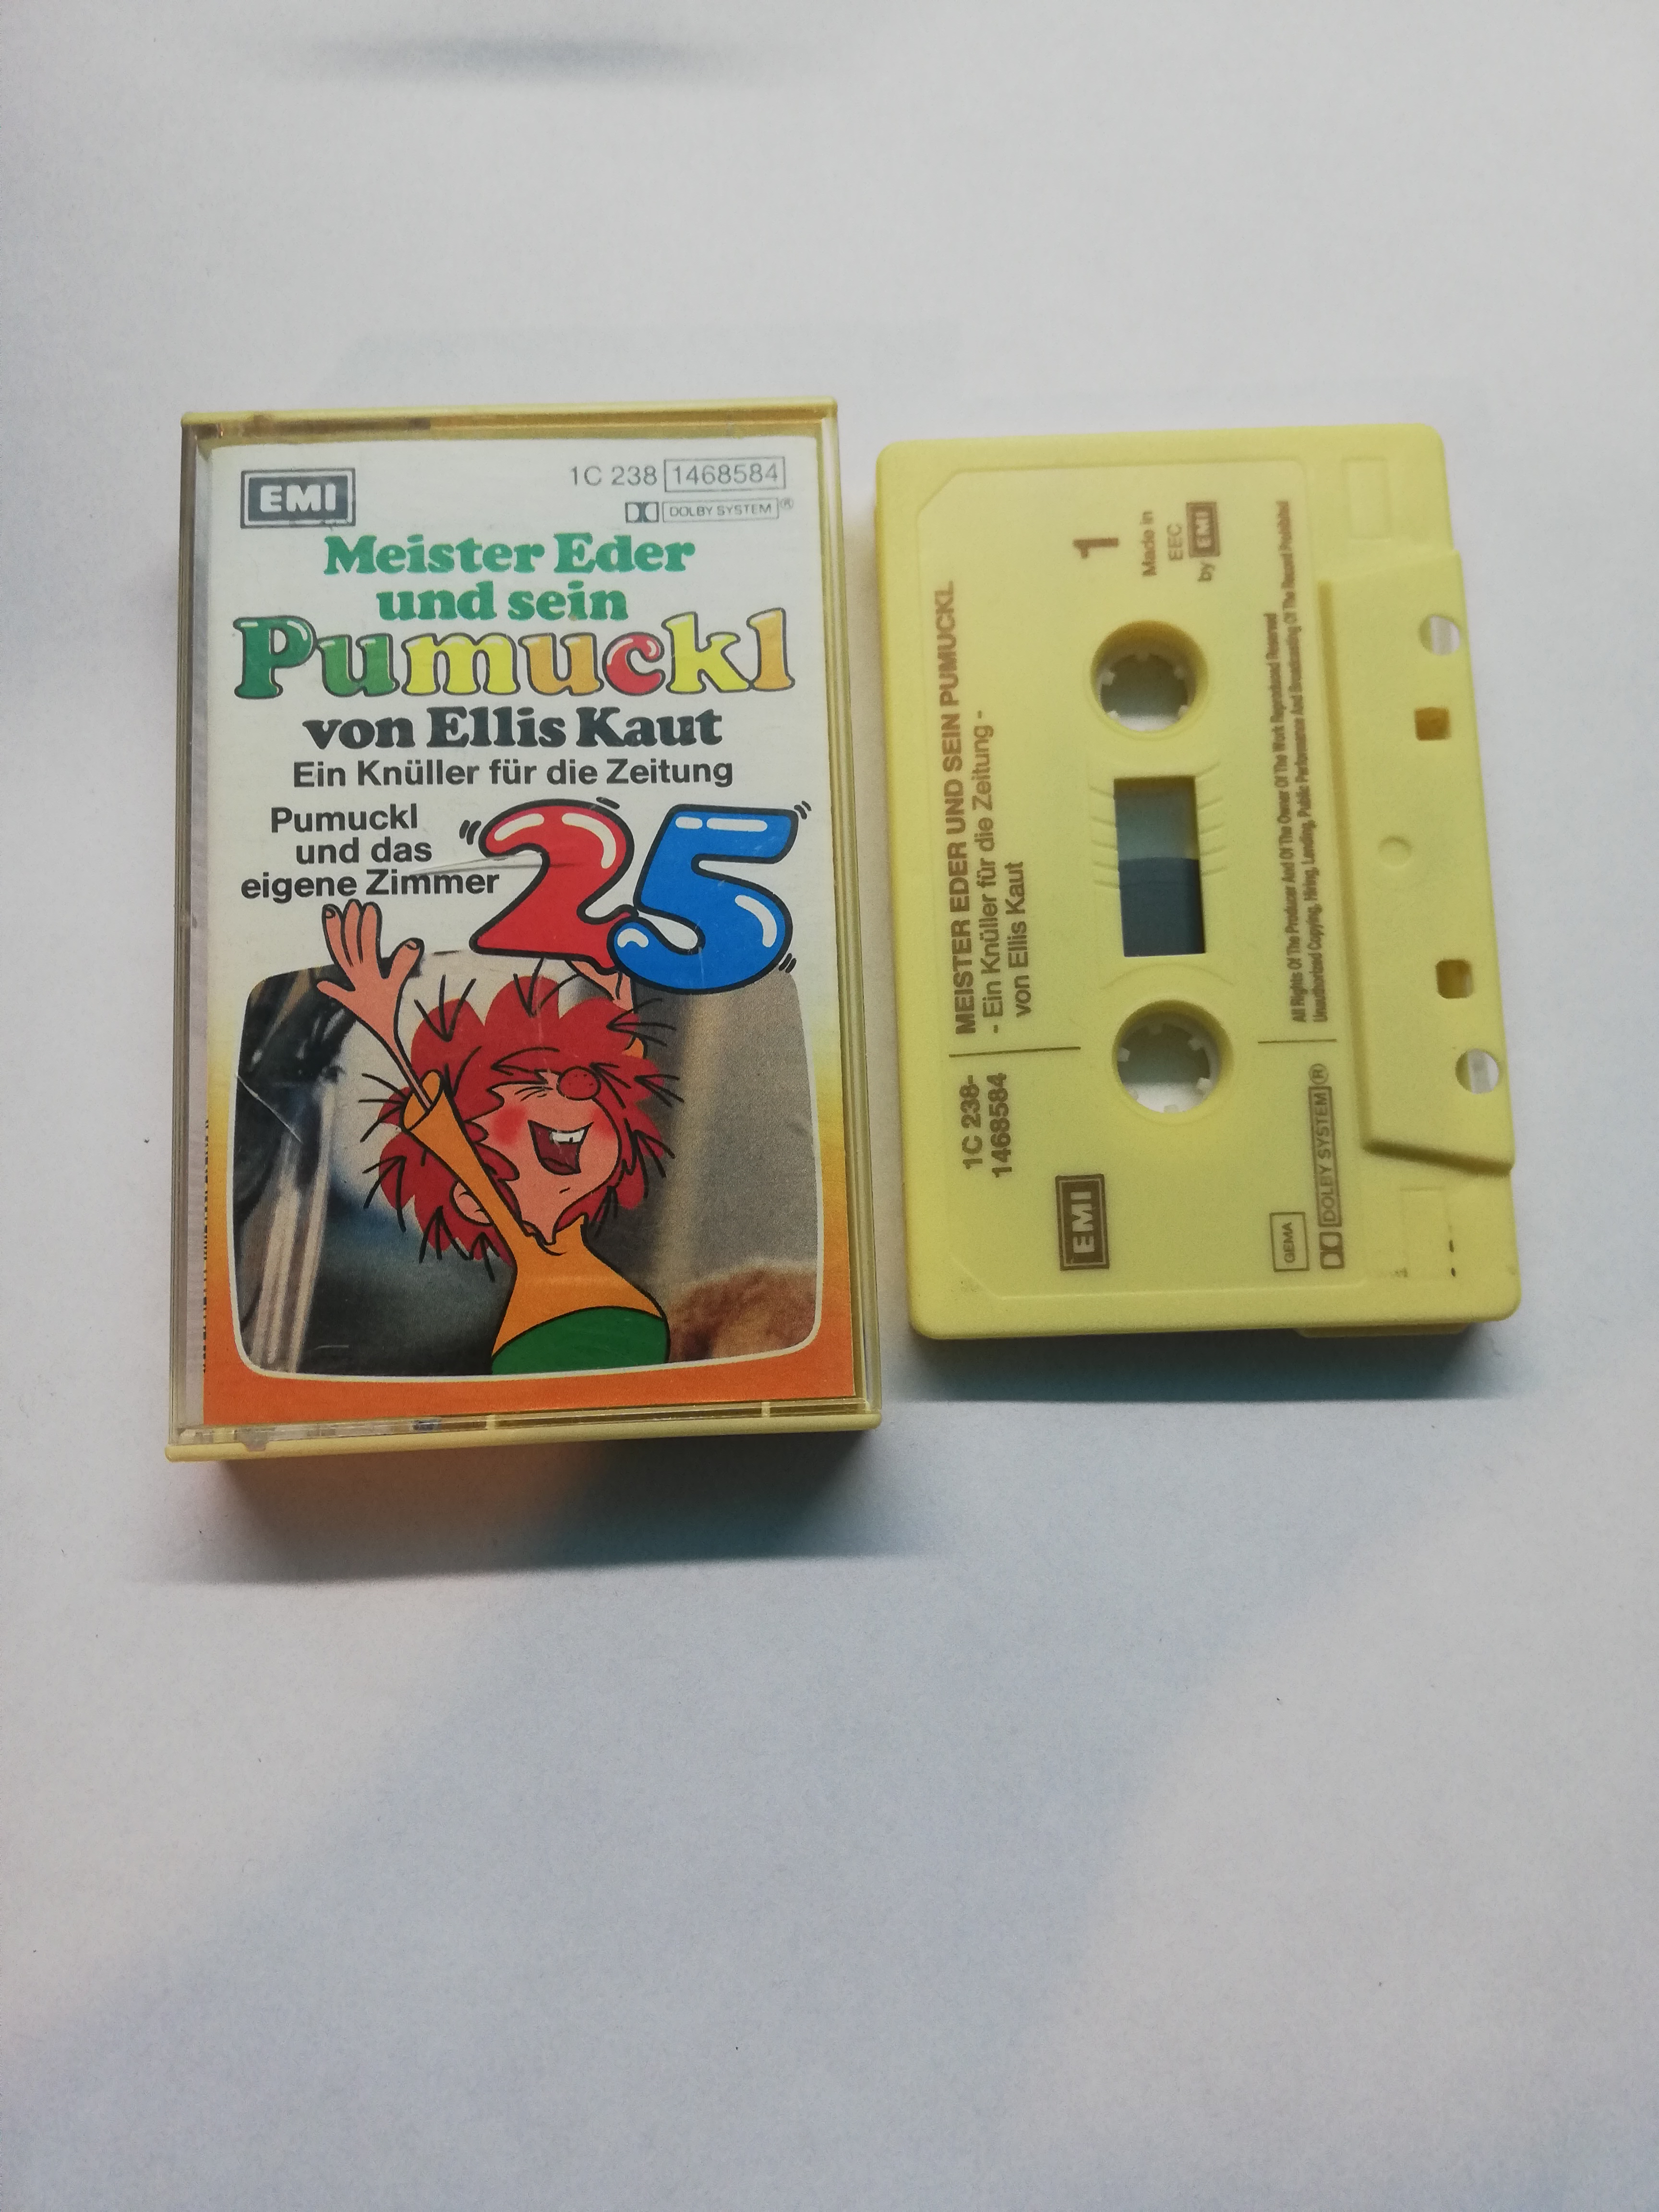 EMI
1C 238 1468584
DOLBY SYSTEM®
Meister Eder
und sein
Pumuckl
von Ellis Kaut
Ein Knüller für die Zeitung
Pumuckl
und das
eigene Zimmer
25
1C 238-
1468584
MEISTER EDER UND SEIN PUMUCKL
- Ein Knüller für die Zeitung -
von Ellis Kaut
EMI
1
Made in
EEC
by EMI
GEMA
DOLBY SYSTEM®
All Rights Of The Producer And Of The Owner Of The Work Reproduced Reserved
Unauthorized Copying, Hiring, Lending, Public Performance And Broadcasting Of The Record Prohibited